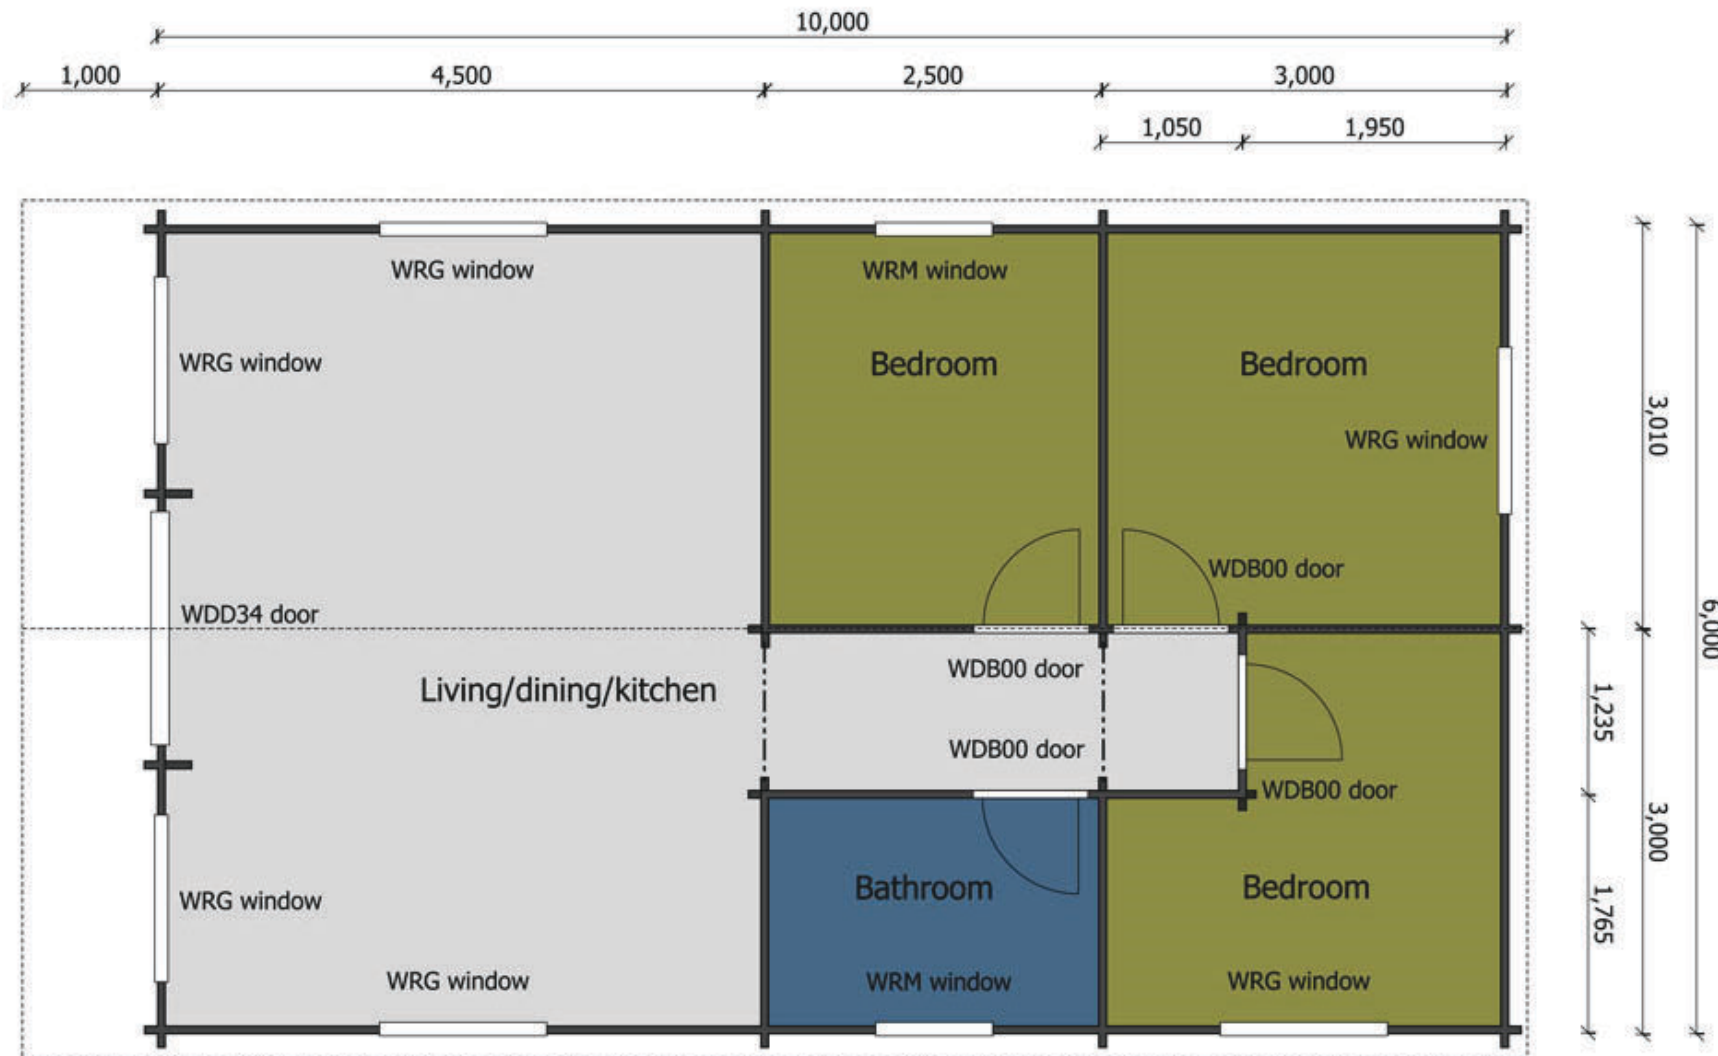 10,000
1,000
4,500
2,500
3,000
1,050
1,950
WRG window
WRM window
WRG window
Bedroom
Bedroom
WRG window
3,010
WDB00 door
WDD34 door
6,000
WDB00 door
Living/dining/kitchen
1,235
WDB00 door
WDB00 door
3,000
Bathroom
Bedroom
WRG window
1,765
WRG window
WRM window
WRG window